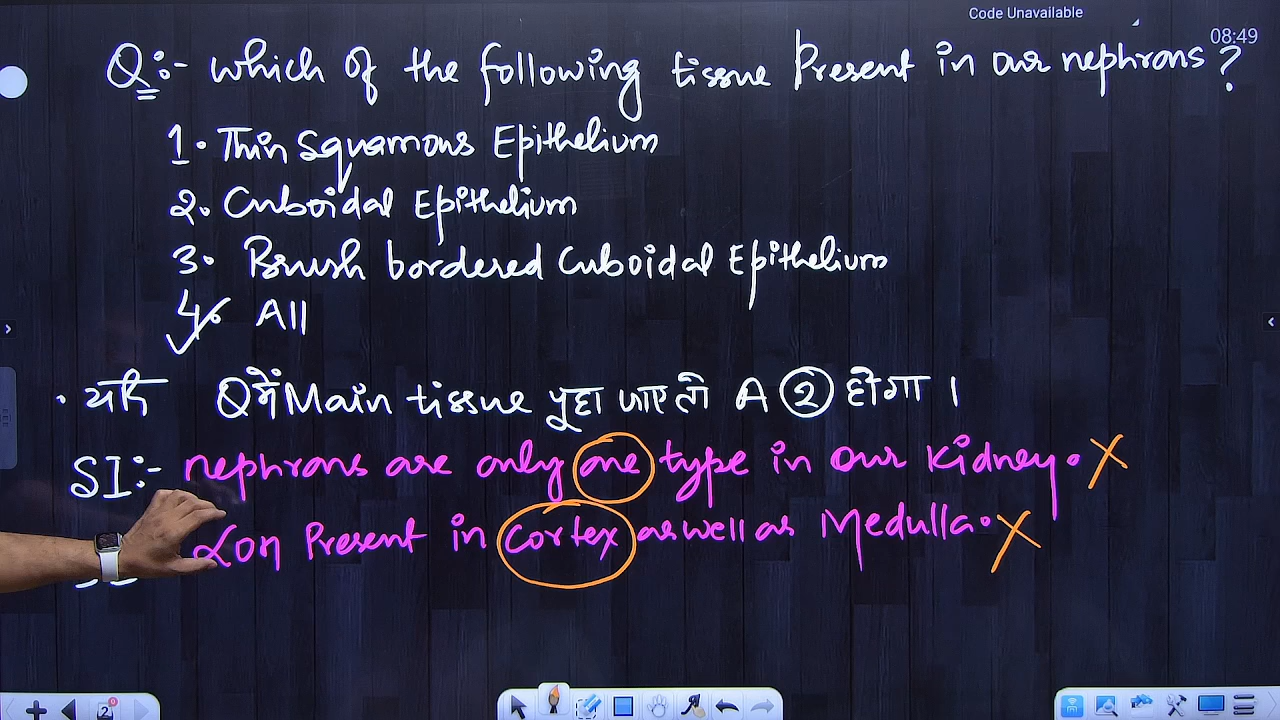 Code Unavailable
08:49
Q:- which of the following tissue Present in our nephrons?
1. Thin Squamous Epithelium
2. Cuboidal Epithelium
3. Brush bordered Cuboidal Epithelium
4. All
. यदि Q में Main tissue पूछा जाए तो A ② होगा ।
SI:- nephrons are only one type in our kidney. X
LOH Present in cortex as well as Medulla. X
2